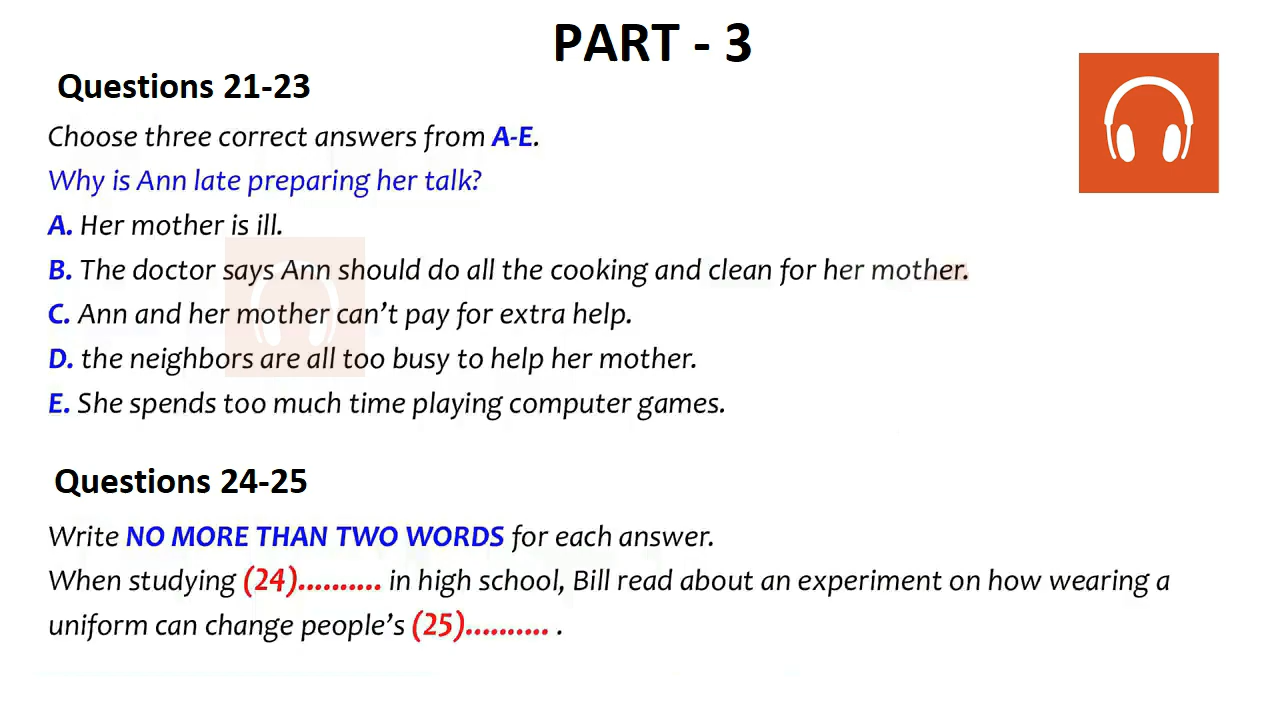 PART - 3
Questions 21-23
Choose three correct answers from A-E.
Why is Ann late preparing her talk?
A. Her mother is ill.
B. The doctor says Ann should do all the cooking and clean for her mother.
C. Ann and her mother can't pay for extra help.
D. the neighbors are all too busy to help her mother.
E. She spends too much time playing computer games.
Questions 24-25
Write NO MORE THAN TWO WORDS for each answer.
When studying (24).......... in high school, Bill read about an experiment on how wearing a
uniform can change people's (25).......... .